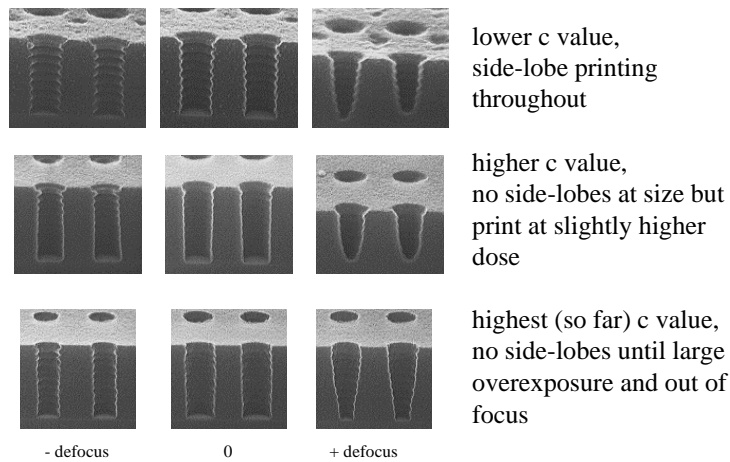 lower c value,
side-lobe printing
throughout
higher c value,
no side-lobes at size but
print at slightly higher
dose
highest (so far) c value,
no side-lobes until large
overexposure and out of
focus
- defocus 0 + defocus